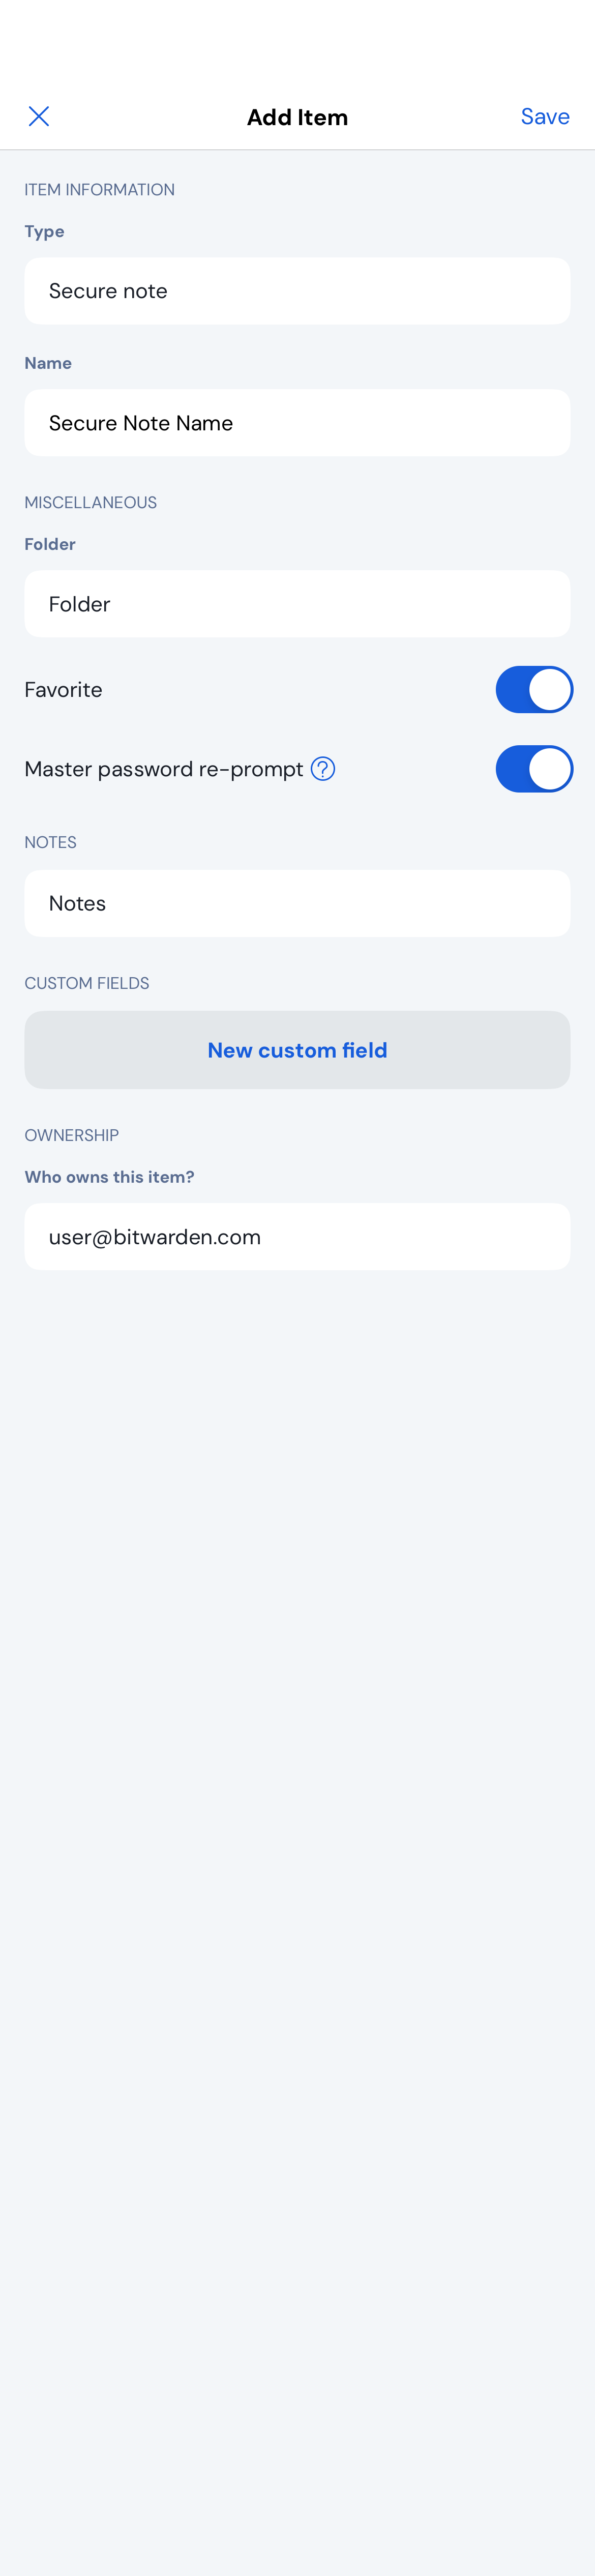 Add Item
Save
ITEM INFORMATION
Type
Secure note
Name
Secure Note Name
MISCELLANEOUS
Folder
Folder
Favorite
Master password re-prompt ?
NOTES
Notes
CUSTOM FIELDS
New custom field
OWNERSHIP
Who owns this item?
user@bitwarden.com